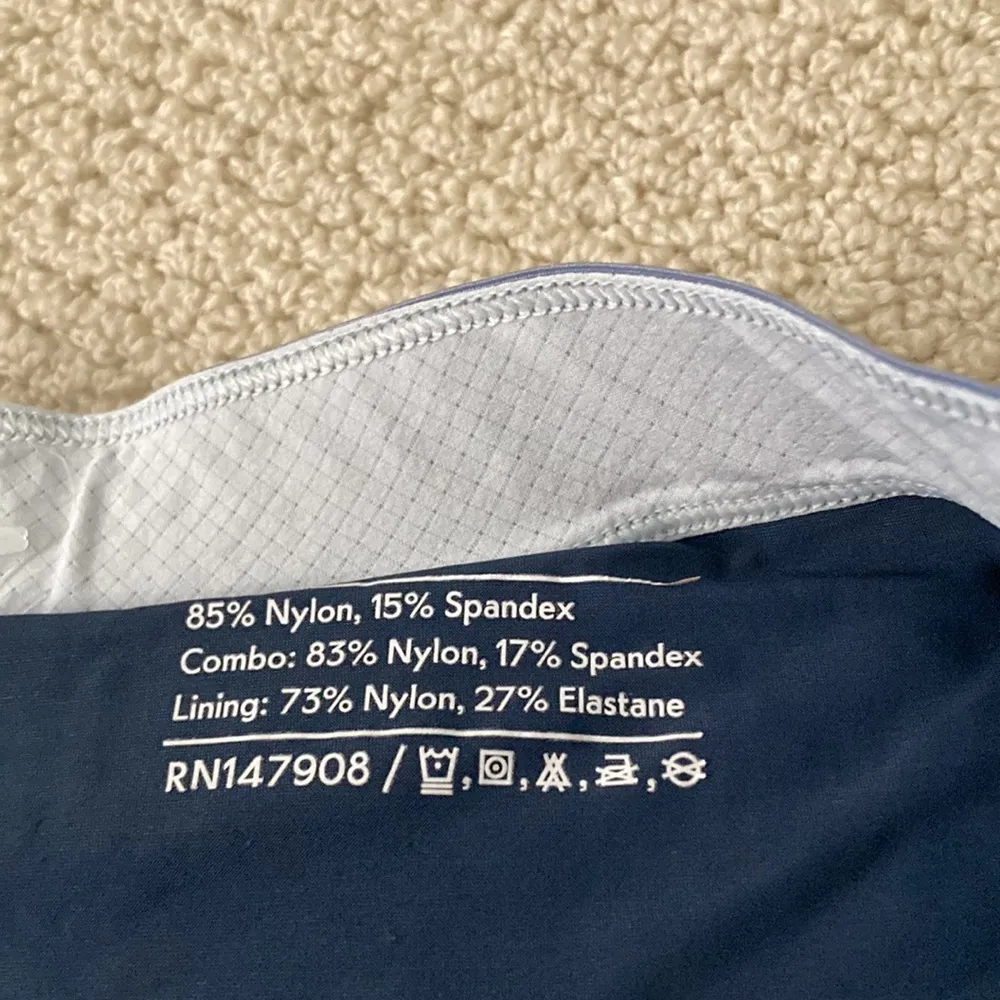 85% Nylon, 15% Spandex
Combo: 83% Nylon, 17% Spandex
Lining: 73% Nylon, 27% Elastane
RN147908 /